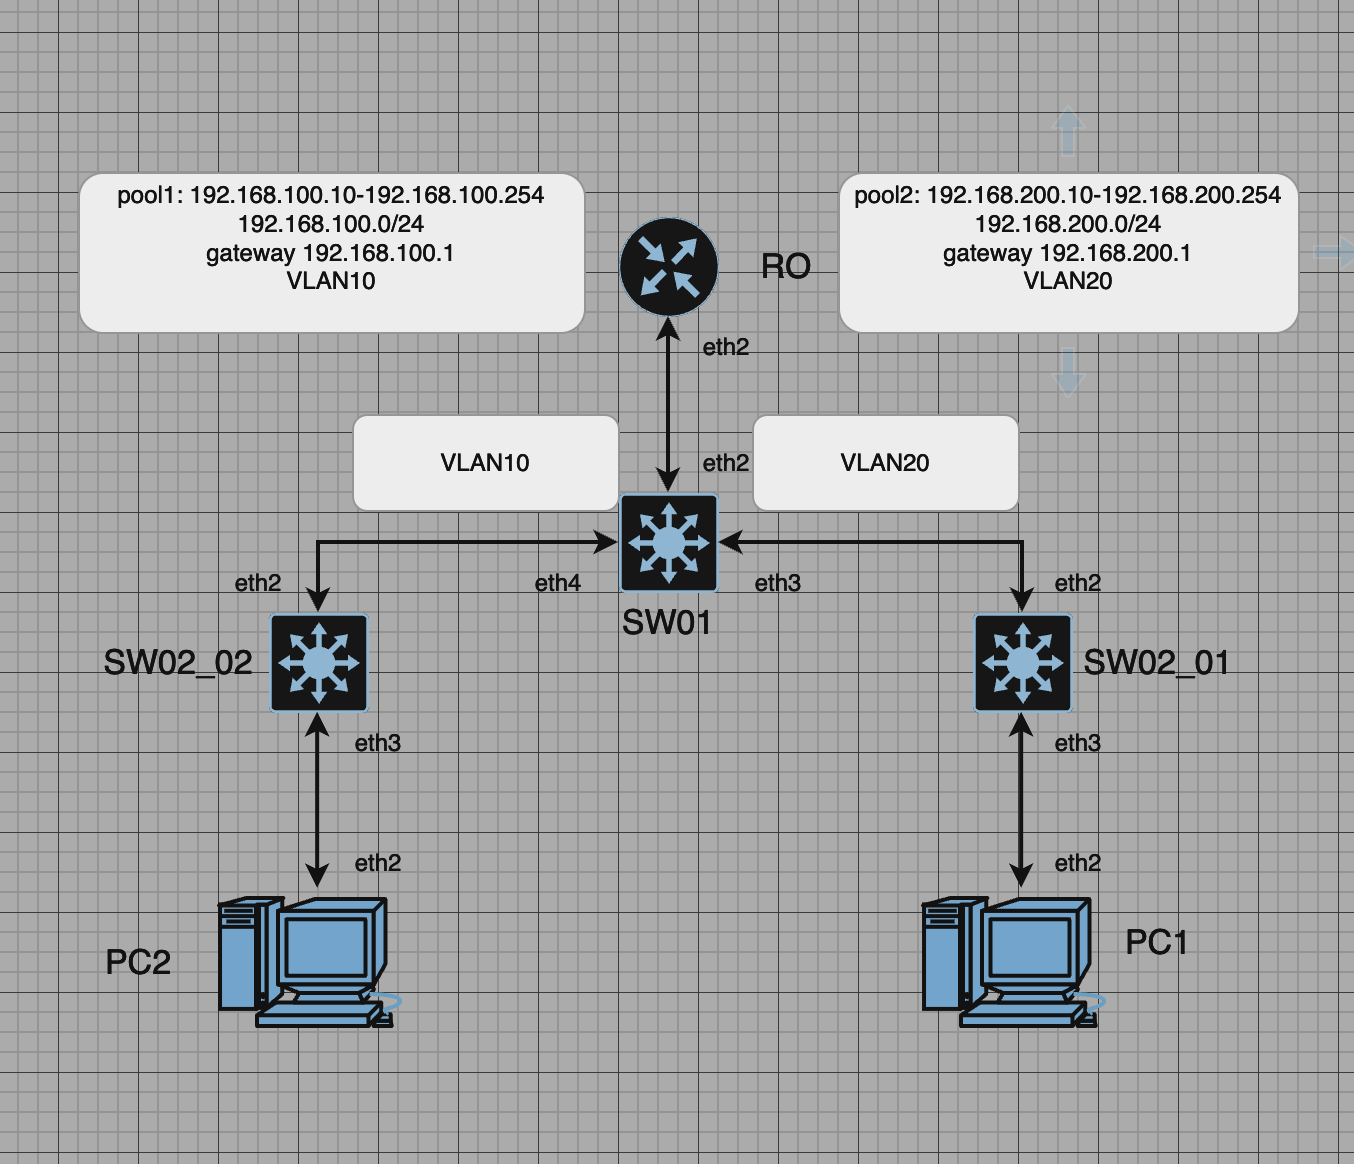 pool1: 192.168.100.10-192.168.100.254
192.168.100.0/24
gateway 192.168.100.1
VLAN10
RO
pool2: 192.168.200.10-192.168.200.254
192.168.200.0/24
gateway 192.168.200.1
VLAN20
eth2
VLAN10
eth2
VLAN20
eth2
eth4
eth3
eth2
SW01
SW02_02
SW02_01
eth3
eth3
eth2
eth2
PC2
PC1